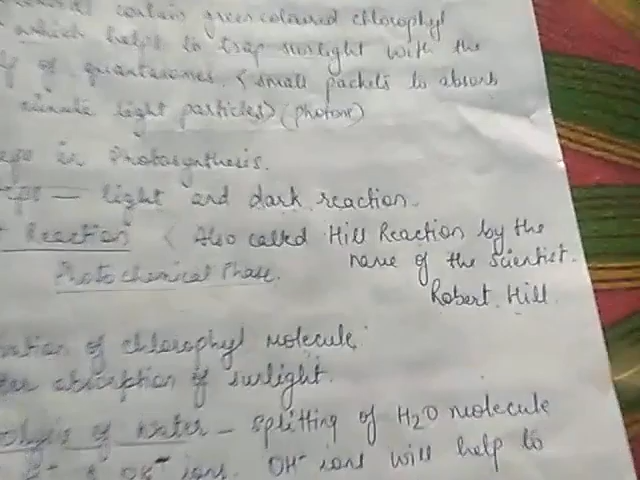 contain green coloured chlorophyl
which helps to trap sunlight with the
of quantasomes. < small packets to absorb
minute light particles> (photons)
in Photosynthesis.
— light and dark reaction.
Reaction < Also called Hill Reaction by the
Photochemical Phase. name of the scientist.
Robert Hill.
of chlorophyl molecule.
absorption of sunlight.
of water – splitting of H2O molecule
& OH⁻ ions. OH⁻ ions will help to